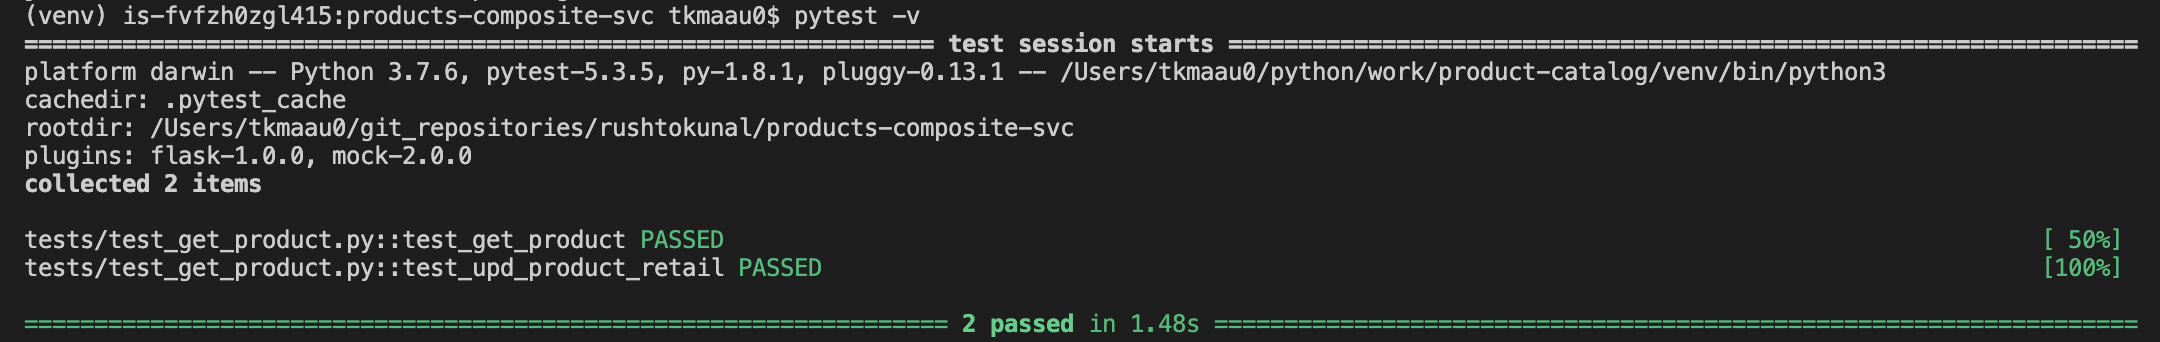 (venv) is-fvfzh0zgl415:products-composite-svc tkmaau0$ pytest -v
================================================================= test session starts =================================================================
platform darwin -- Python 3.7.6, pytest-5.3.5, py-1.8.1, pluggy-0.13.1 -- /Users/tkmaau0/python/work/product-catalog/venv/bin/python3
cachedir: .pytest_cache
rootdir: /Users/tkmaau0/git_repositories/rushtokunal/products-composite-svc
plugins: flask-1.0.0, mock-2.0.0
collected 2 items
tests/test_get_product.py::test_get_product PASSED [ 50%]
tests/test_get_product.py::test_upd_product_retail PASSED [100%]
================================================================== 2 passed in 1.48s ==================================================================